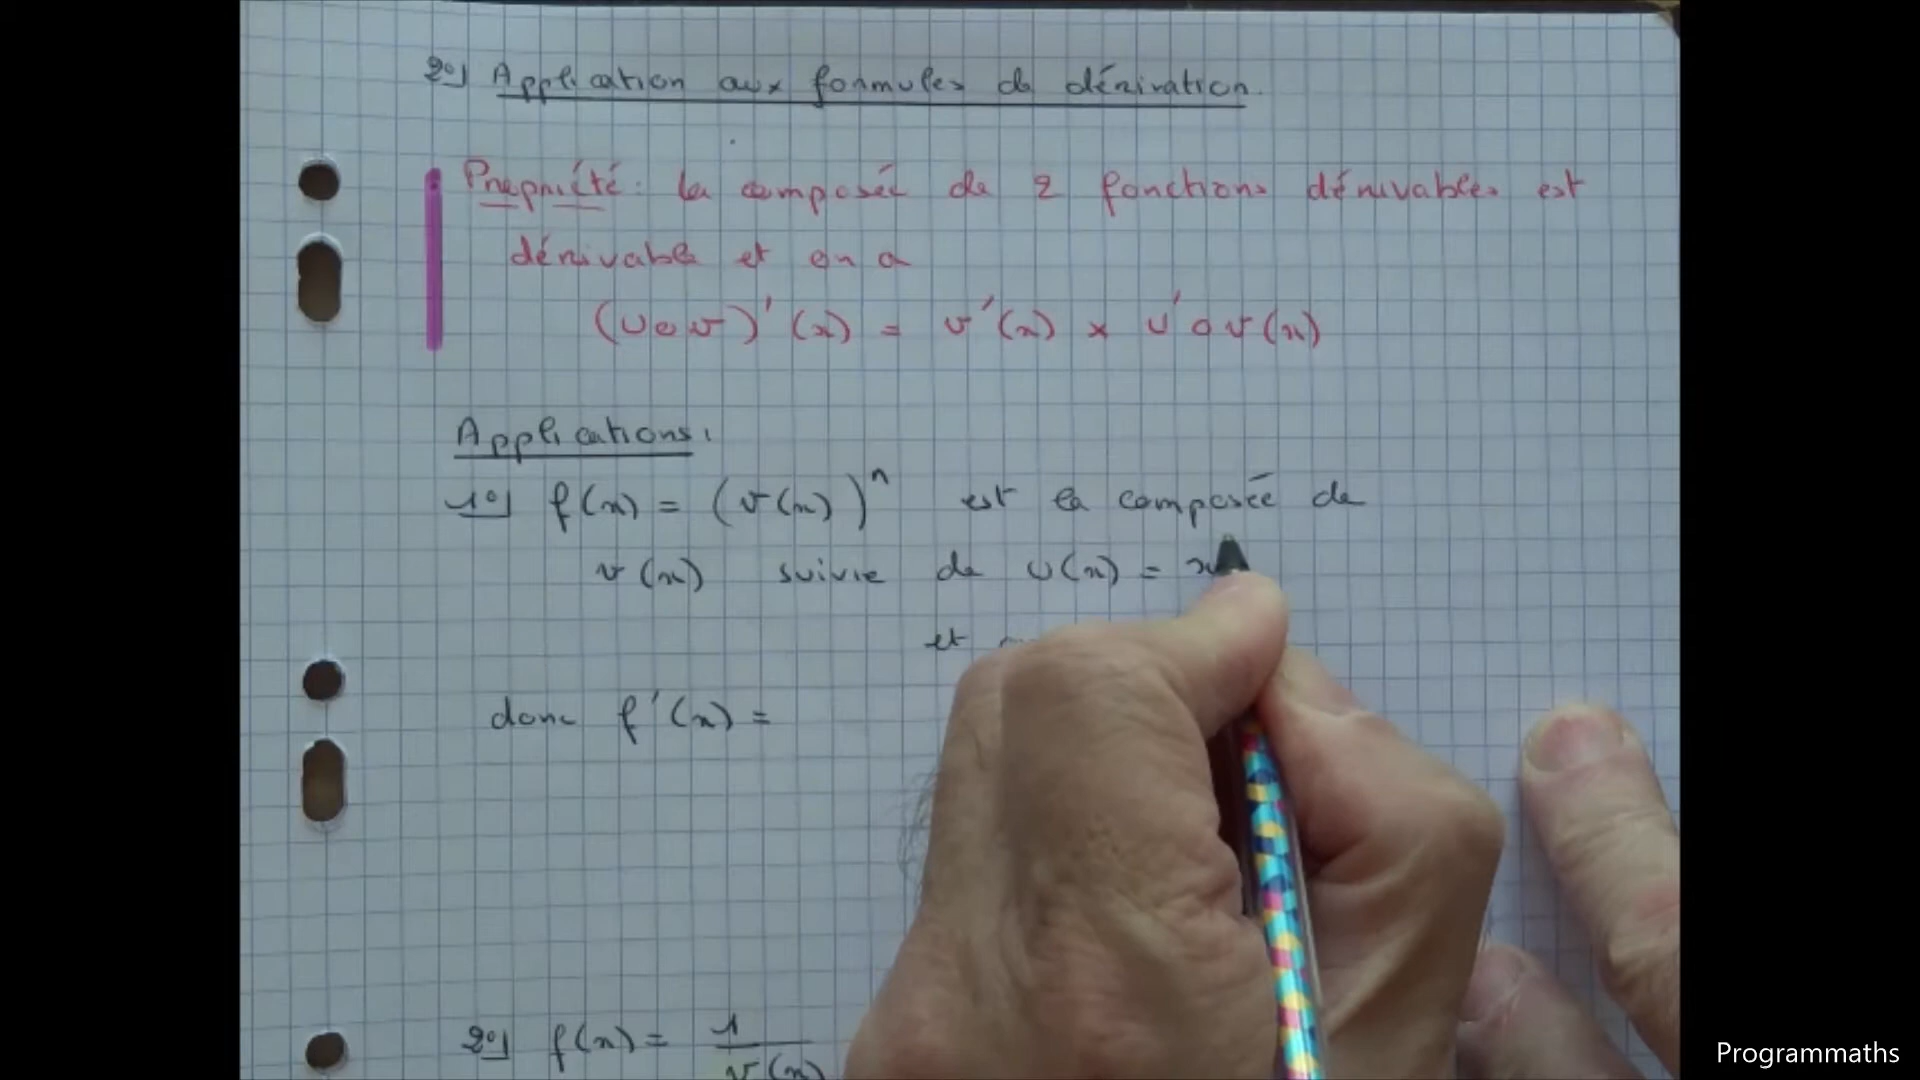 2°) Application aux formules de dérivation.
Propriété: la composée de 2 fonctions dérivables est
dérivable et on a
(u∘v)'(x) = v'(x) × u'∘v(x)
Applications:
1°) f(x) = (v(x))ⁿ est la composée de
v(x) suivie de u(x) = x
et
donc f'(x) =
2°) f(x) = 1/v(x)
Programmaths